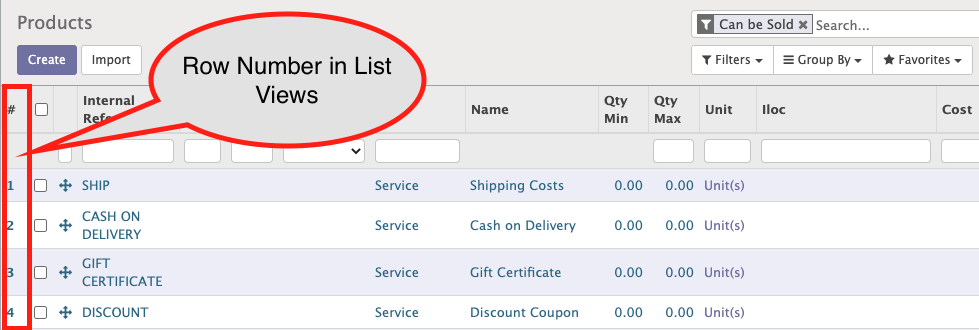 Products
Can be Sold ✖ Search...
Create Import
Filters Group By Favorites
Row Number in List
Views
# Internal Name Qty Qty Unit Iloc Cost
Refe Min Max
1 SHIP Service Shipping Costs 0.00 0.00 Unit(s)
2 CASH ON Service Cash on Delivery 0.00 0.00 Unit(s)
DELIVERY
3 GIFT Service Gift Certificate 0.00 0.00 Unit(s)
CERTIFICATE
4 DISCOUNT Service Discount Coupon 0.00 0.00 Unit(s)